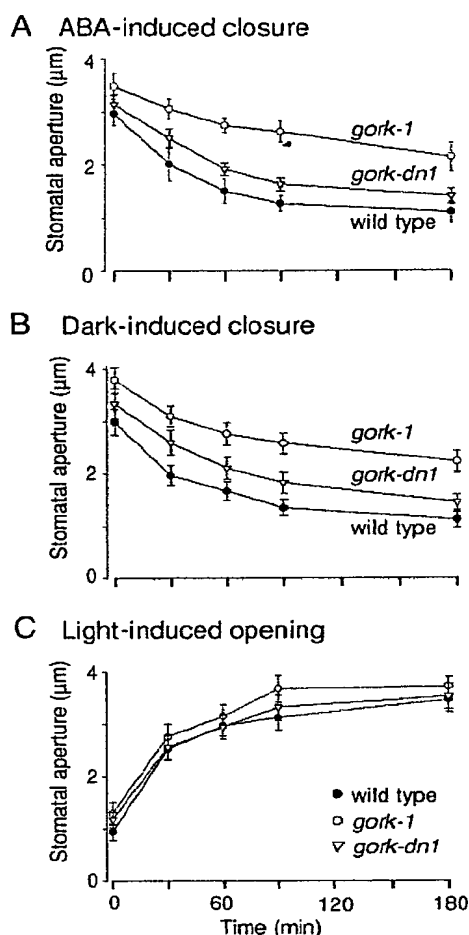 A ABA-induced closure
Stomatal aperture (μm)
4
2
0
gork-1
gork-dn1
wild type
B Dark-induced closure
Stomatal aperture (μm)
4
2
0
gork-1
gork-dn1
wild type
C Light-induced opening
Stomatal aperture (μm)
4
2
0
wild type
gork-1
gork-dn1
0 60 120 180
Time (min)